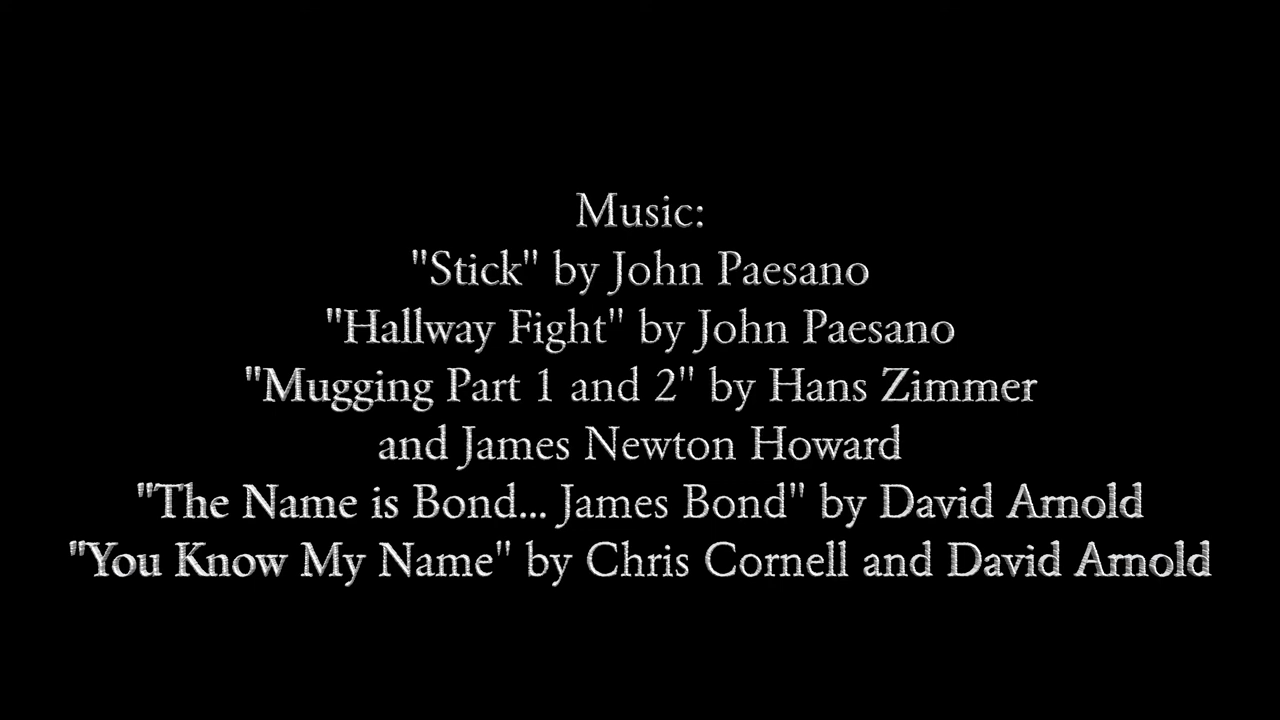 Music:
"Stick" by John Paesano
"Hallway Fight" by John Paesano
"Mugging Part 1 and 2" by Hans Zimmer
and James Newton Howard
"The Name is Bond... James Bond" by David Arnold
"You Know My Name" by Chris Cornell and David Arnold